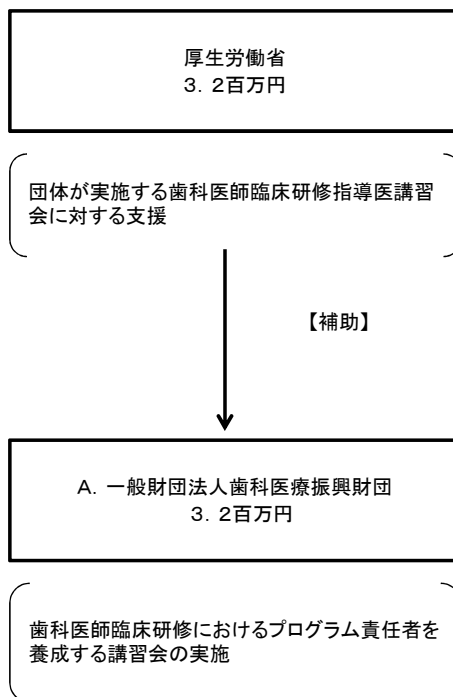 厚生労働省
３．２百万円
団体が実施する歯科医師臨床研修指導医講習
会に対する支援
【補助】
Ａ．一般財団法人歯科医療振興財団
３．２百万円
歯科医師臨床研修におけるプログラム責任者を
養成する講習会の実施